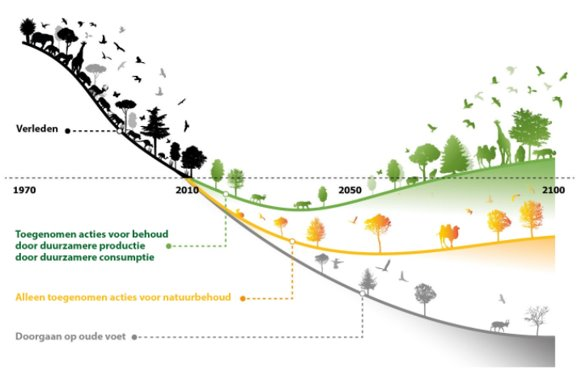 Verleden
1970
2010
2050
2100
Toegenomen acties voor behoud
door duurzamere productie
door duurzamere consumptie
Alleen toegenomen acties voor natuurbehoud
Doorgaan op oude voet